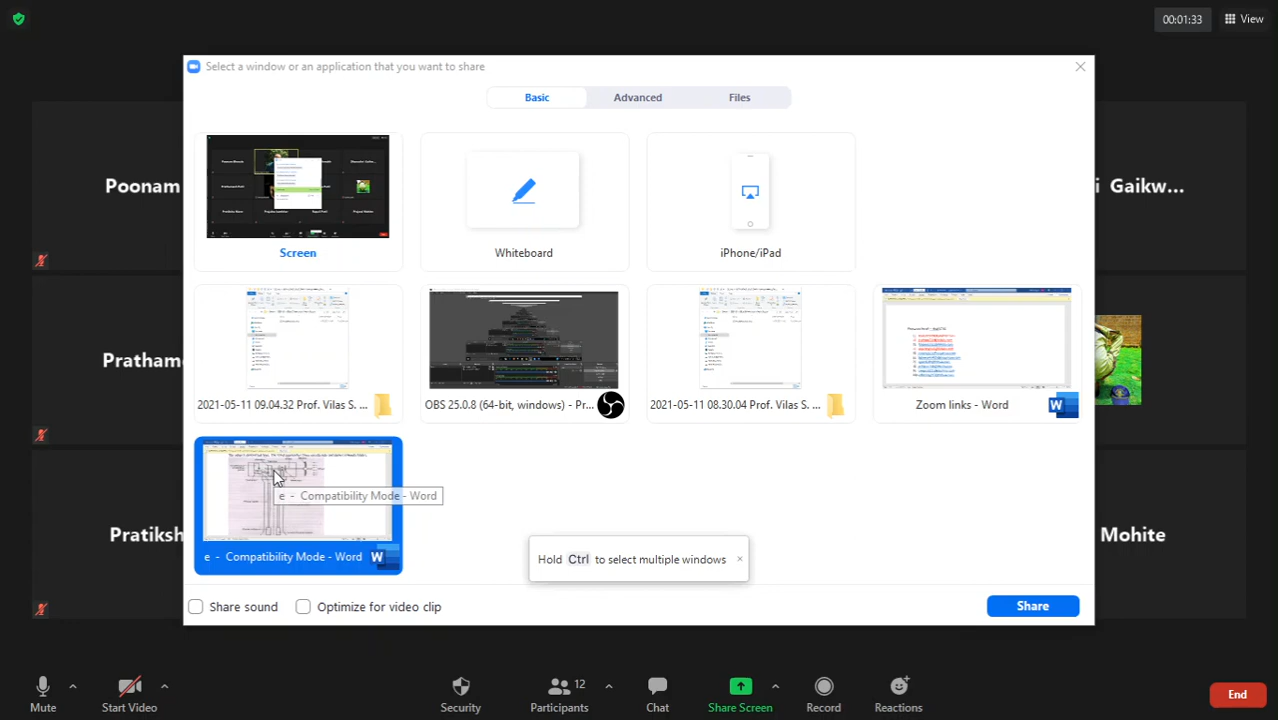 00:01:33
View
Select a window or an application that you want to share
Basic
Advanced
Files
Screen
Whiteboard
iPhone/iPad
2021-05-11 09.04.32 Prof. Vilas S. ...
OBS 25.0.8 (64-bit, windows) - Pr...
2021-05-11 08.30.04 Prof. Vilas S. ...
Zoom links - Word
e - Compatibility Mode - Word
e - Compatibility Mode - Word
Hold Ctrl to select multiple windows
Share sound
Optimize for video clip
Share
Poonam
i Gaikw...
Pratham
Pratiksh
Mohite
Mute
Start Video
Security
Participants
12
Chat
Share Screen
Record
Reactions
End